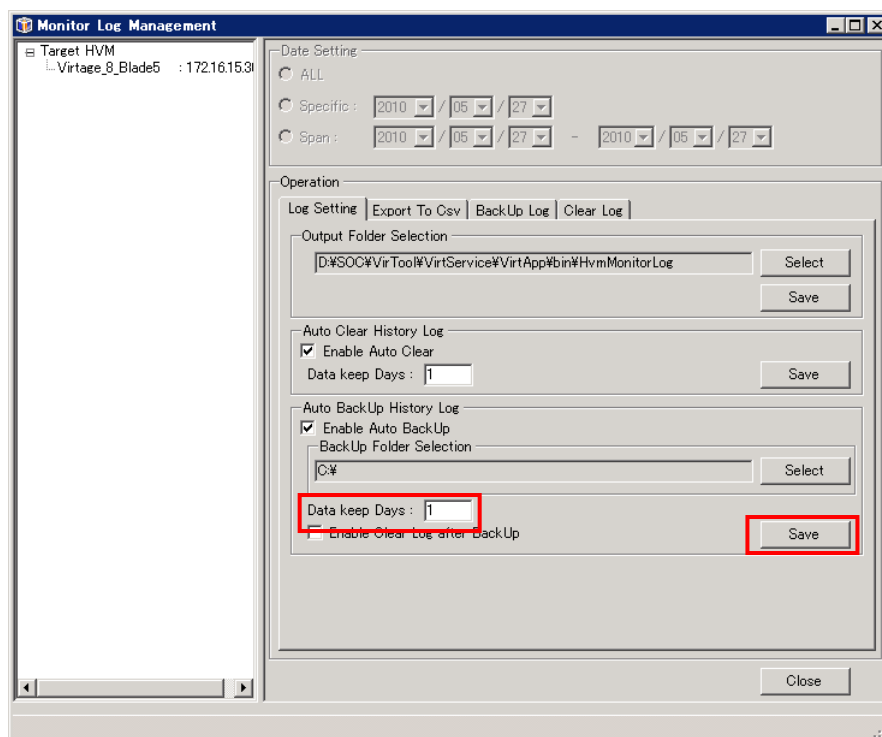 Monitor Log Management
Target HVM
Virtage_8_Blade5 : 172.16.15.3
Date Setting
ALL
Specific : 2010 / 05 / 27
Span : 2010 / 05 / 27 - 2010 / 05 / 27
Operation
Log Setting Export To Csv BackUp Log Clear Log
Output Folder Selection
D:¥SOC¥VirTool¥VirtService¥VirtApp¥bin¥HvmMonitorLog Select
Save
Auto Clear History Log
Enable Auto Clear
Data keep Days : 1 Save
Auto BackUp History Log
Enable Auto BackUp
BackUp Folder Selection
C:¥ Select
Data keep Days : 1
Enable Clear Log after BackUp Save
Close